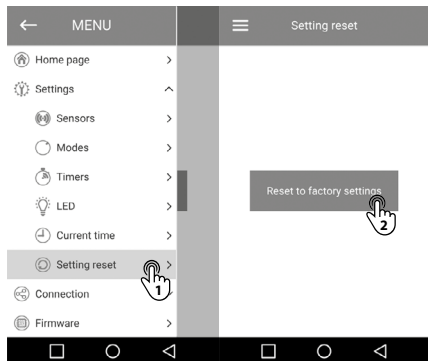 MENU
Home page
Settings
Sensors
Modes
Timers
LED
Current time
Setting reset
1
Connection
Firmware
Setting reset
Reset to factory settings
2